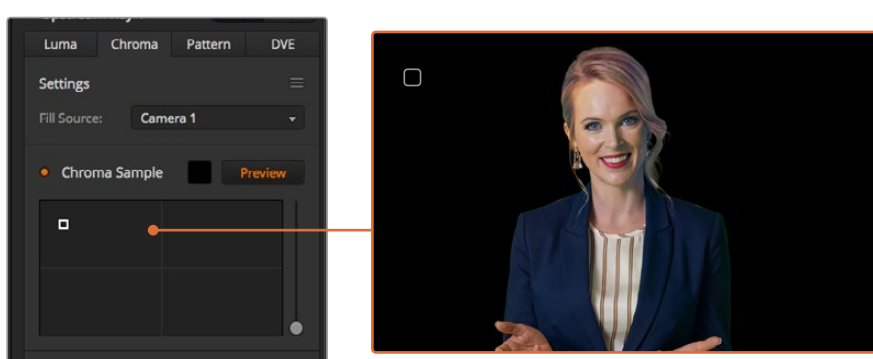 Luma Chroma Pattern DVE
Settings
Fill Source: Camera 1
Chroma Sample Preview